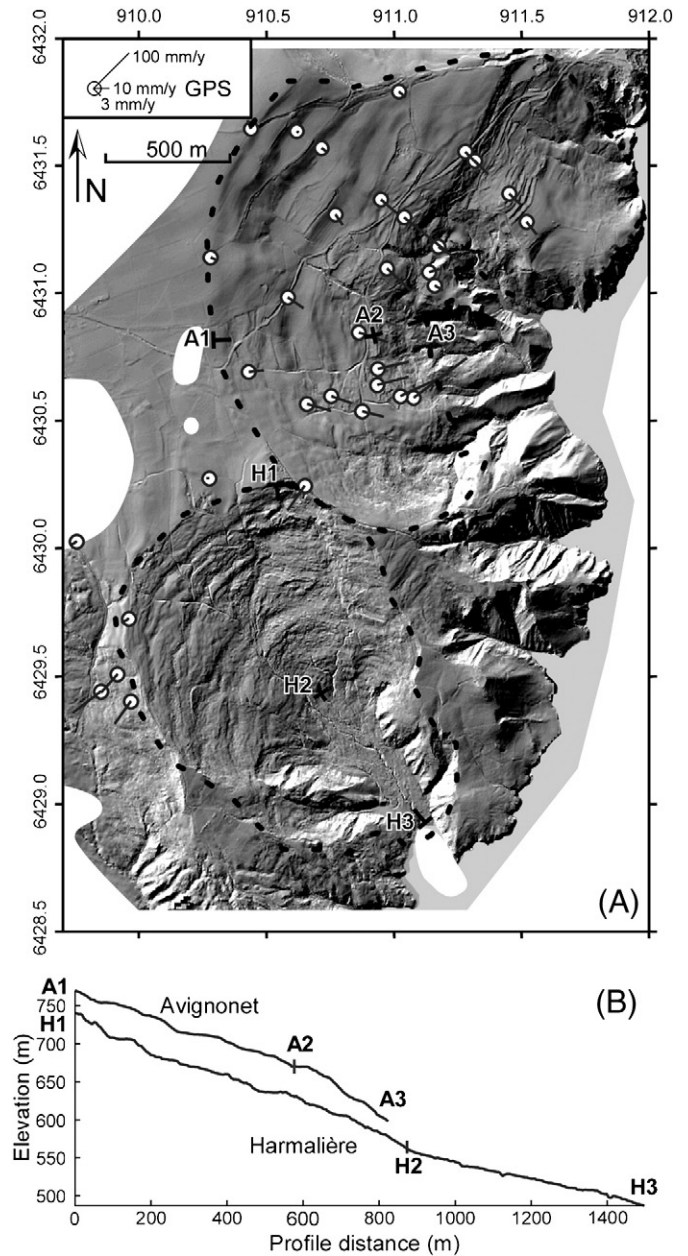 910.0 910.5 911.0 911.5 912.0
6432.0
6431.5
6431.0
6430.5
6430.0
6429.5
6429.0
6428.5
100 mm/y
10 mm/y GPS
3 mm/y
500 m
N
A1
A2
A3
H1
H2
H3
(A)
(B)
A1
H1
Avignonet
A2
A3
Harmalière
H2
H3
Elevation (m)
750
700
650
600
550
500
0 200 400 600 800 1000 1200 1400
Profile distance (m)